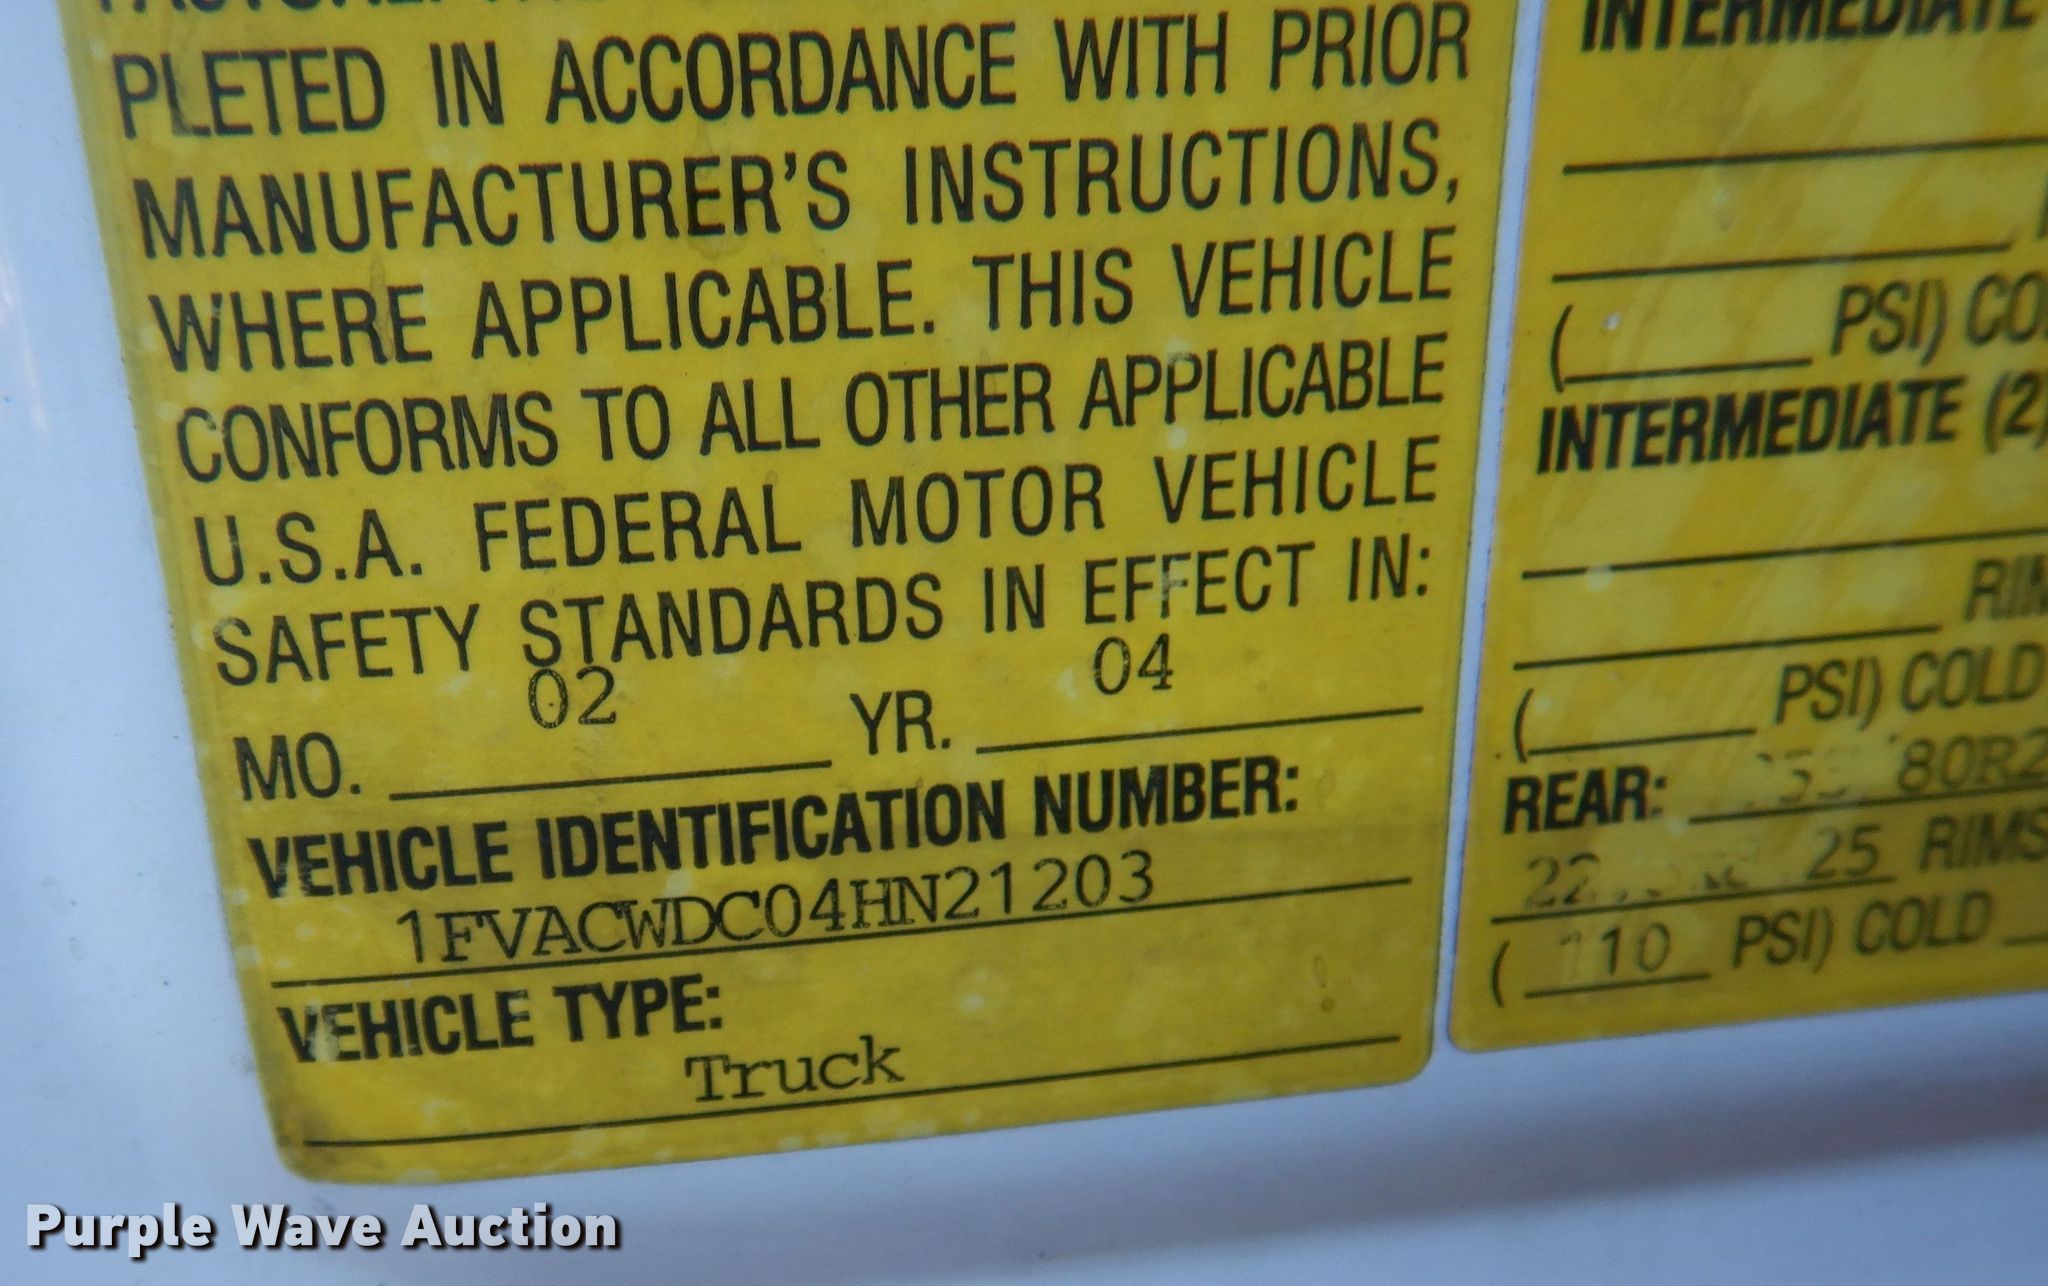 PLETED IN ACCORDANCE WITH PRIOR
MANUFACTURER'S INSTRUCTIONS,
WHERE APPLICABLE. THIS VEHICLE
CONFORMS TO ALL OTHER APPLICABLE
U.S.A. FEDERAL MOTOR VEHICLE
SAFETY STANDARDS IN EFFECT IN:
MO. 02 YR. 04
VEHICLE IDENTIFICATION NUMBER:
1FVACWDC04HN21203
VEHICLE TYPE:
Truck
INTERMEDIATE
( PSI)
INTERMEDIATE (2)
( PSI) COLD
REAR:
25 RIMS
( 110 PSI) COLD
Purple Wave Auction